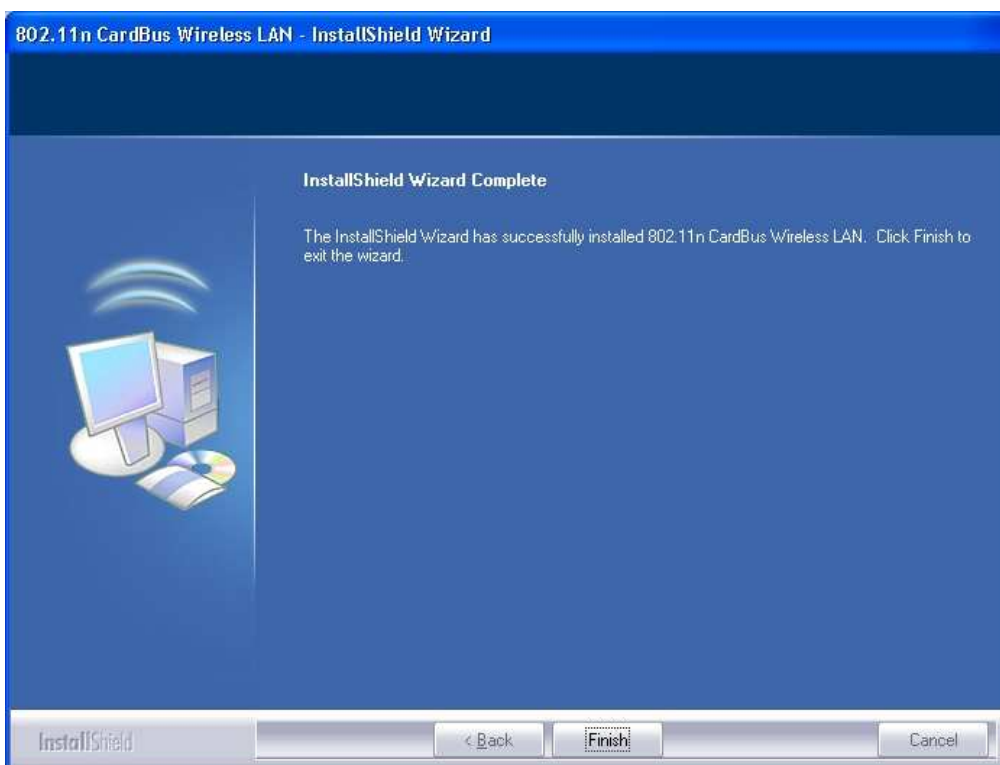 802.11n CardBus Wireless LAN - InstallShield Wizard
InstallShield Wizard Complete
The InstallShield Wizard has successfully installed 802.11n CardBus Wireless LAN. Click Finish to
exit the wizard.
InstallShield
< Back
Finish
Cancel